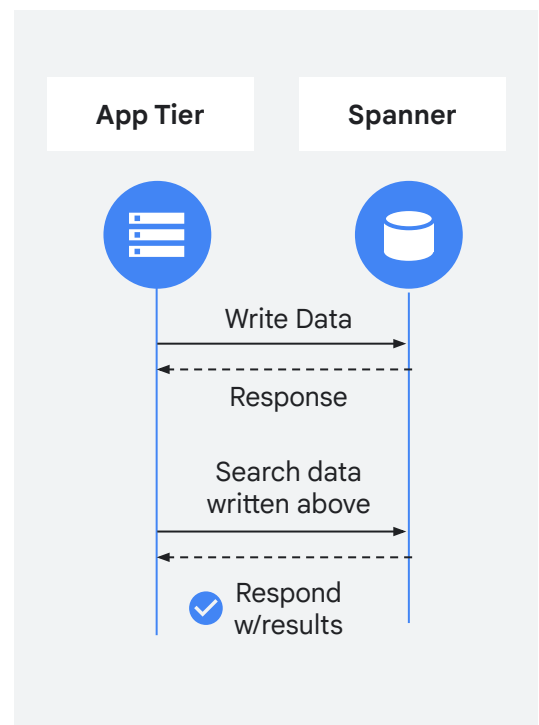 App Tier
Spanner
Write Data
Response
Search data
written above
Respond
w/results